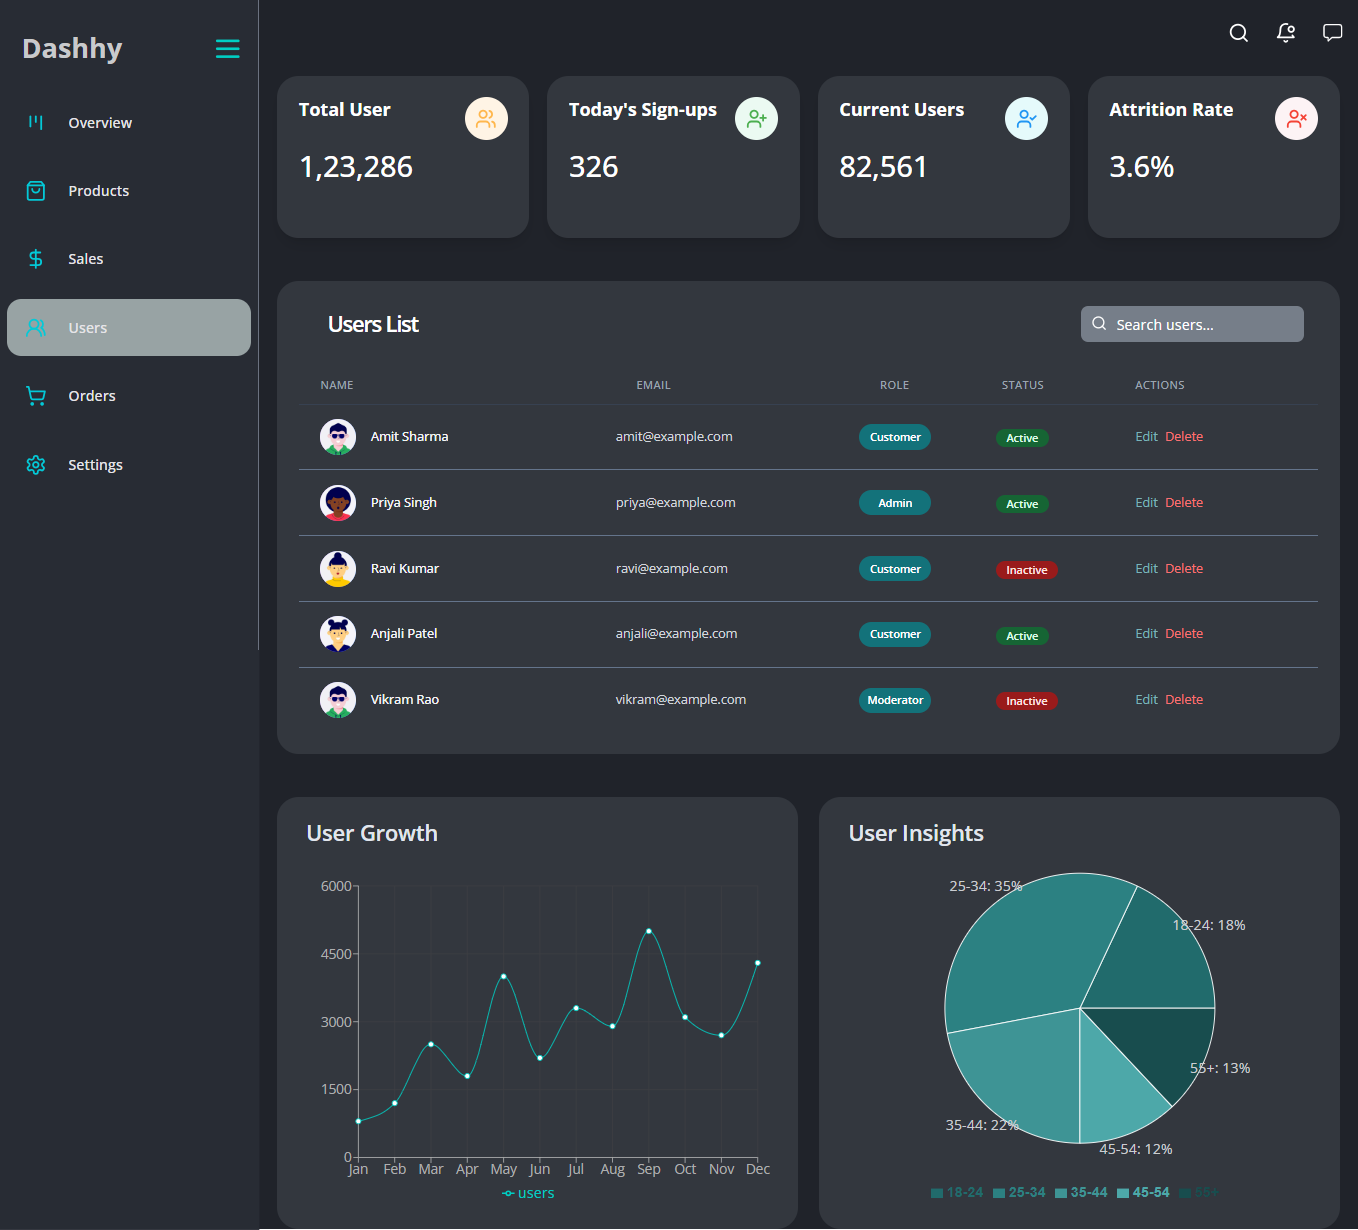 Dashhy
Overview
Products
Sales
Users
Orders
Settings
Total User
1,23,286
Today's Sign-ups
326
Current Users
82,561
Attrition Rate
3.6%
Users List
Search users...
NAME EMAIL ROLE STATUS ACTIONS
Amit Sharma amit@example.com Customer Active Edit Delete
Priya Singh priya@example.com Admin Active Edit Delete
Ravi Kumar ravi@example.com Customer Inactive Edit Delete
Anjali Patel anjali@example.com Customer Active Edit Delete
Vikram Rao vikram@example.com Moderator Inactive Edit Delete
User Growth
6000
4500
3000
1500
0
Jan Feb Mar Apr May Jun Jul Aug Sep Oct Nov Dec
users
User Insights
25-34: 35%
18-24: 18%
55+: 13%
35-44: 22%
45-54: 12%
18-24 25-34 35-44 45-54 55+